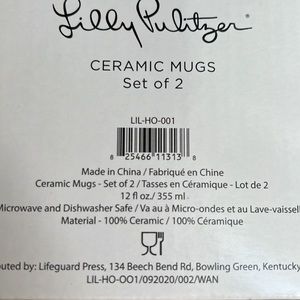 Lilly Pulitzer
CERAMIC MUGS
Set of 2
LIL-HO-001
8 25466 11313 8
Made in China / Fabriqué en Chine
Ceramic Mugs - Set of 2 / Tasses en Céramique - Lot de 2
12 fl oz./ 355 ml
Microwave and Dishwasher Safe / Va au à Micro-ondes et au Lave-vaissell
Material - 100% Ceramic / 100% Céramique
uted by: Lifeguard Press, 134 Beech Bend Rd, Bowling Green, Kentucky
LIL-HO-OO1/092020/002/WAN